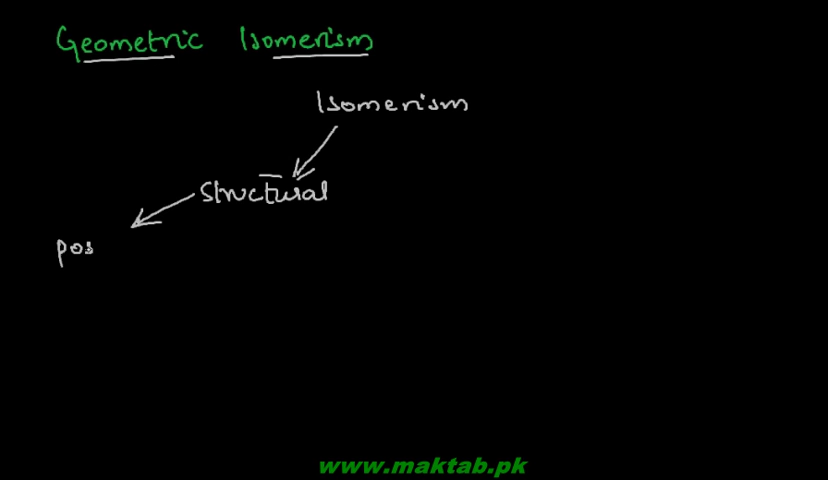 Geometric Isomerism
Isomerism
Structural
pos
www.maktab.pk